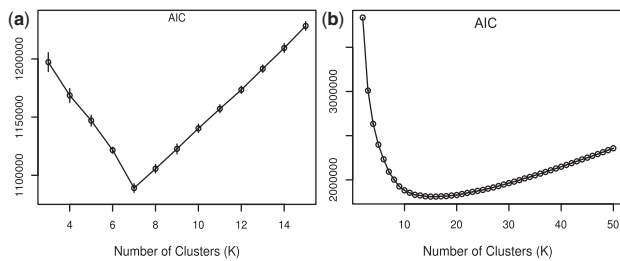 (a)
AIC
1200000
1150000
1100000
4 6 8 10 12 14
Number of Clusters (K)
(b)
AIC
3000000
2000000
10 20 30 40 50
Number of Clusters (K)